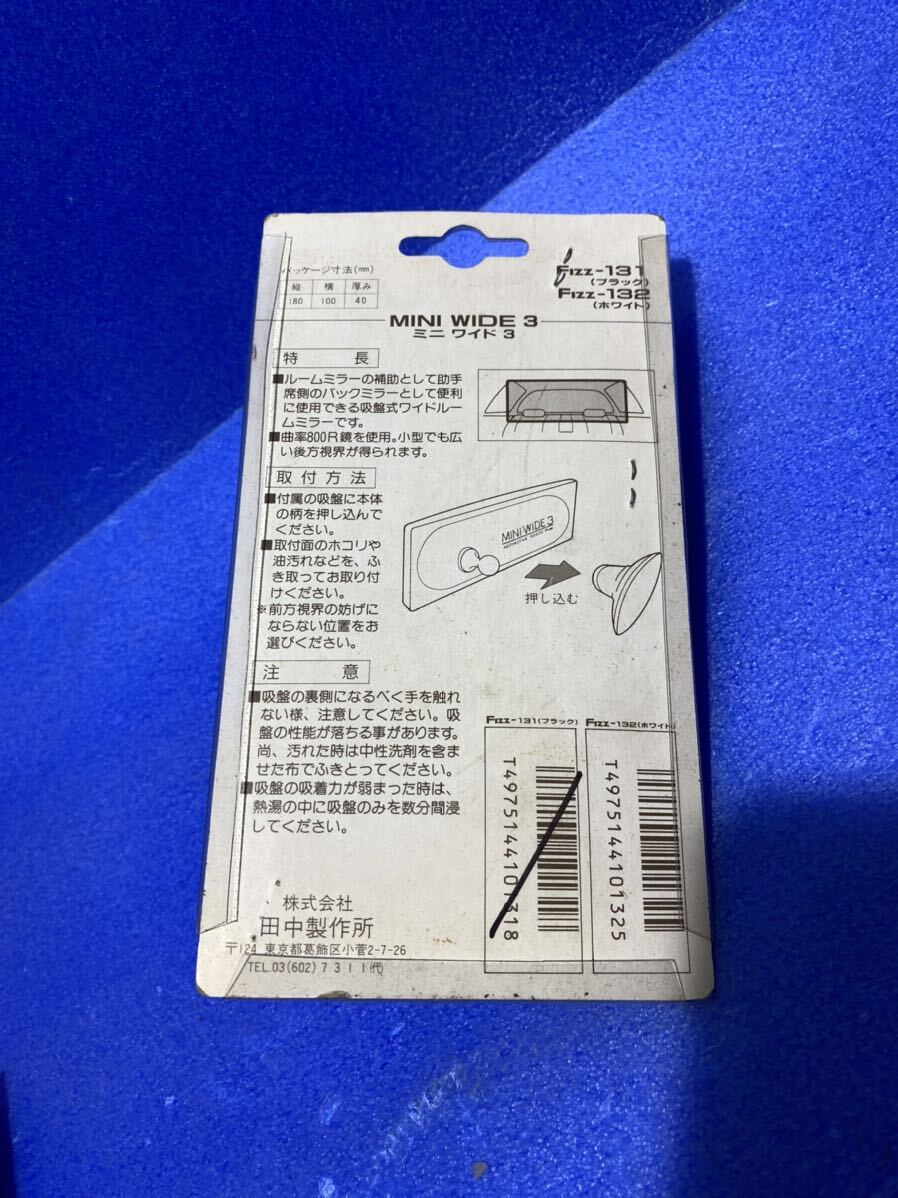 パッケージ寸法(mm)
縦 横 厚み
180 100 40
Fizz-131
(ブラック)
Fizz-132
(ホワイト)
MINI WIDE 3
ミニ ワイド 3
特 長
■ルームミラーの補助として助手
席側のバックミラーとして便利
に使用できる吸盤式ワイドルー
ムミラーです。
■曲率800R鏡を使用。小型でも広
い後方視界が得られます。
取付方法
■付属の吸盤に本体
の柄を押し込んで
ください。
■取付面のホコリや
油汚れなどを、ふ
き取ってお取り付
けください。
※前方視界の妨げに
ならない位置をお
選びください。
MINI WIDE 3
押し込む
注 意
■吸盤の裏側になるべく手を触れ
ない様、注意してください。吸
盤の性能が落ちる事があります。
尚、汚れた時は中性洗剤を含ま
せた布でふきとってください。
■吸盤の吸着力が弱まった時は、
熱湯の中に吸盤のみを数分間浸
してください。
Fizz-131(ブラック)
T4975144101318
Fizz-132(ホワイト)
T4975144101325
株式会社
田中製作所
〒124 東京都葛飾区小菅2-7-26
TEL.03(602)7311代